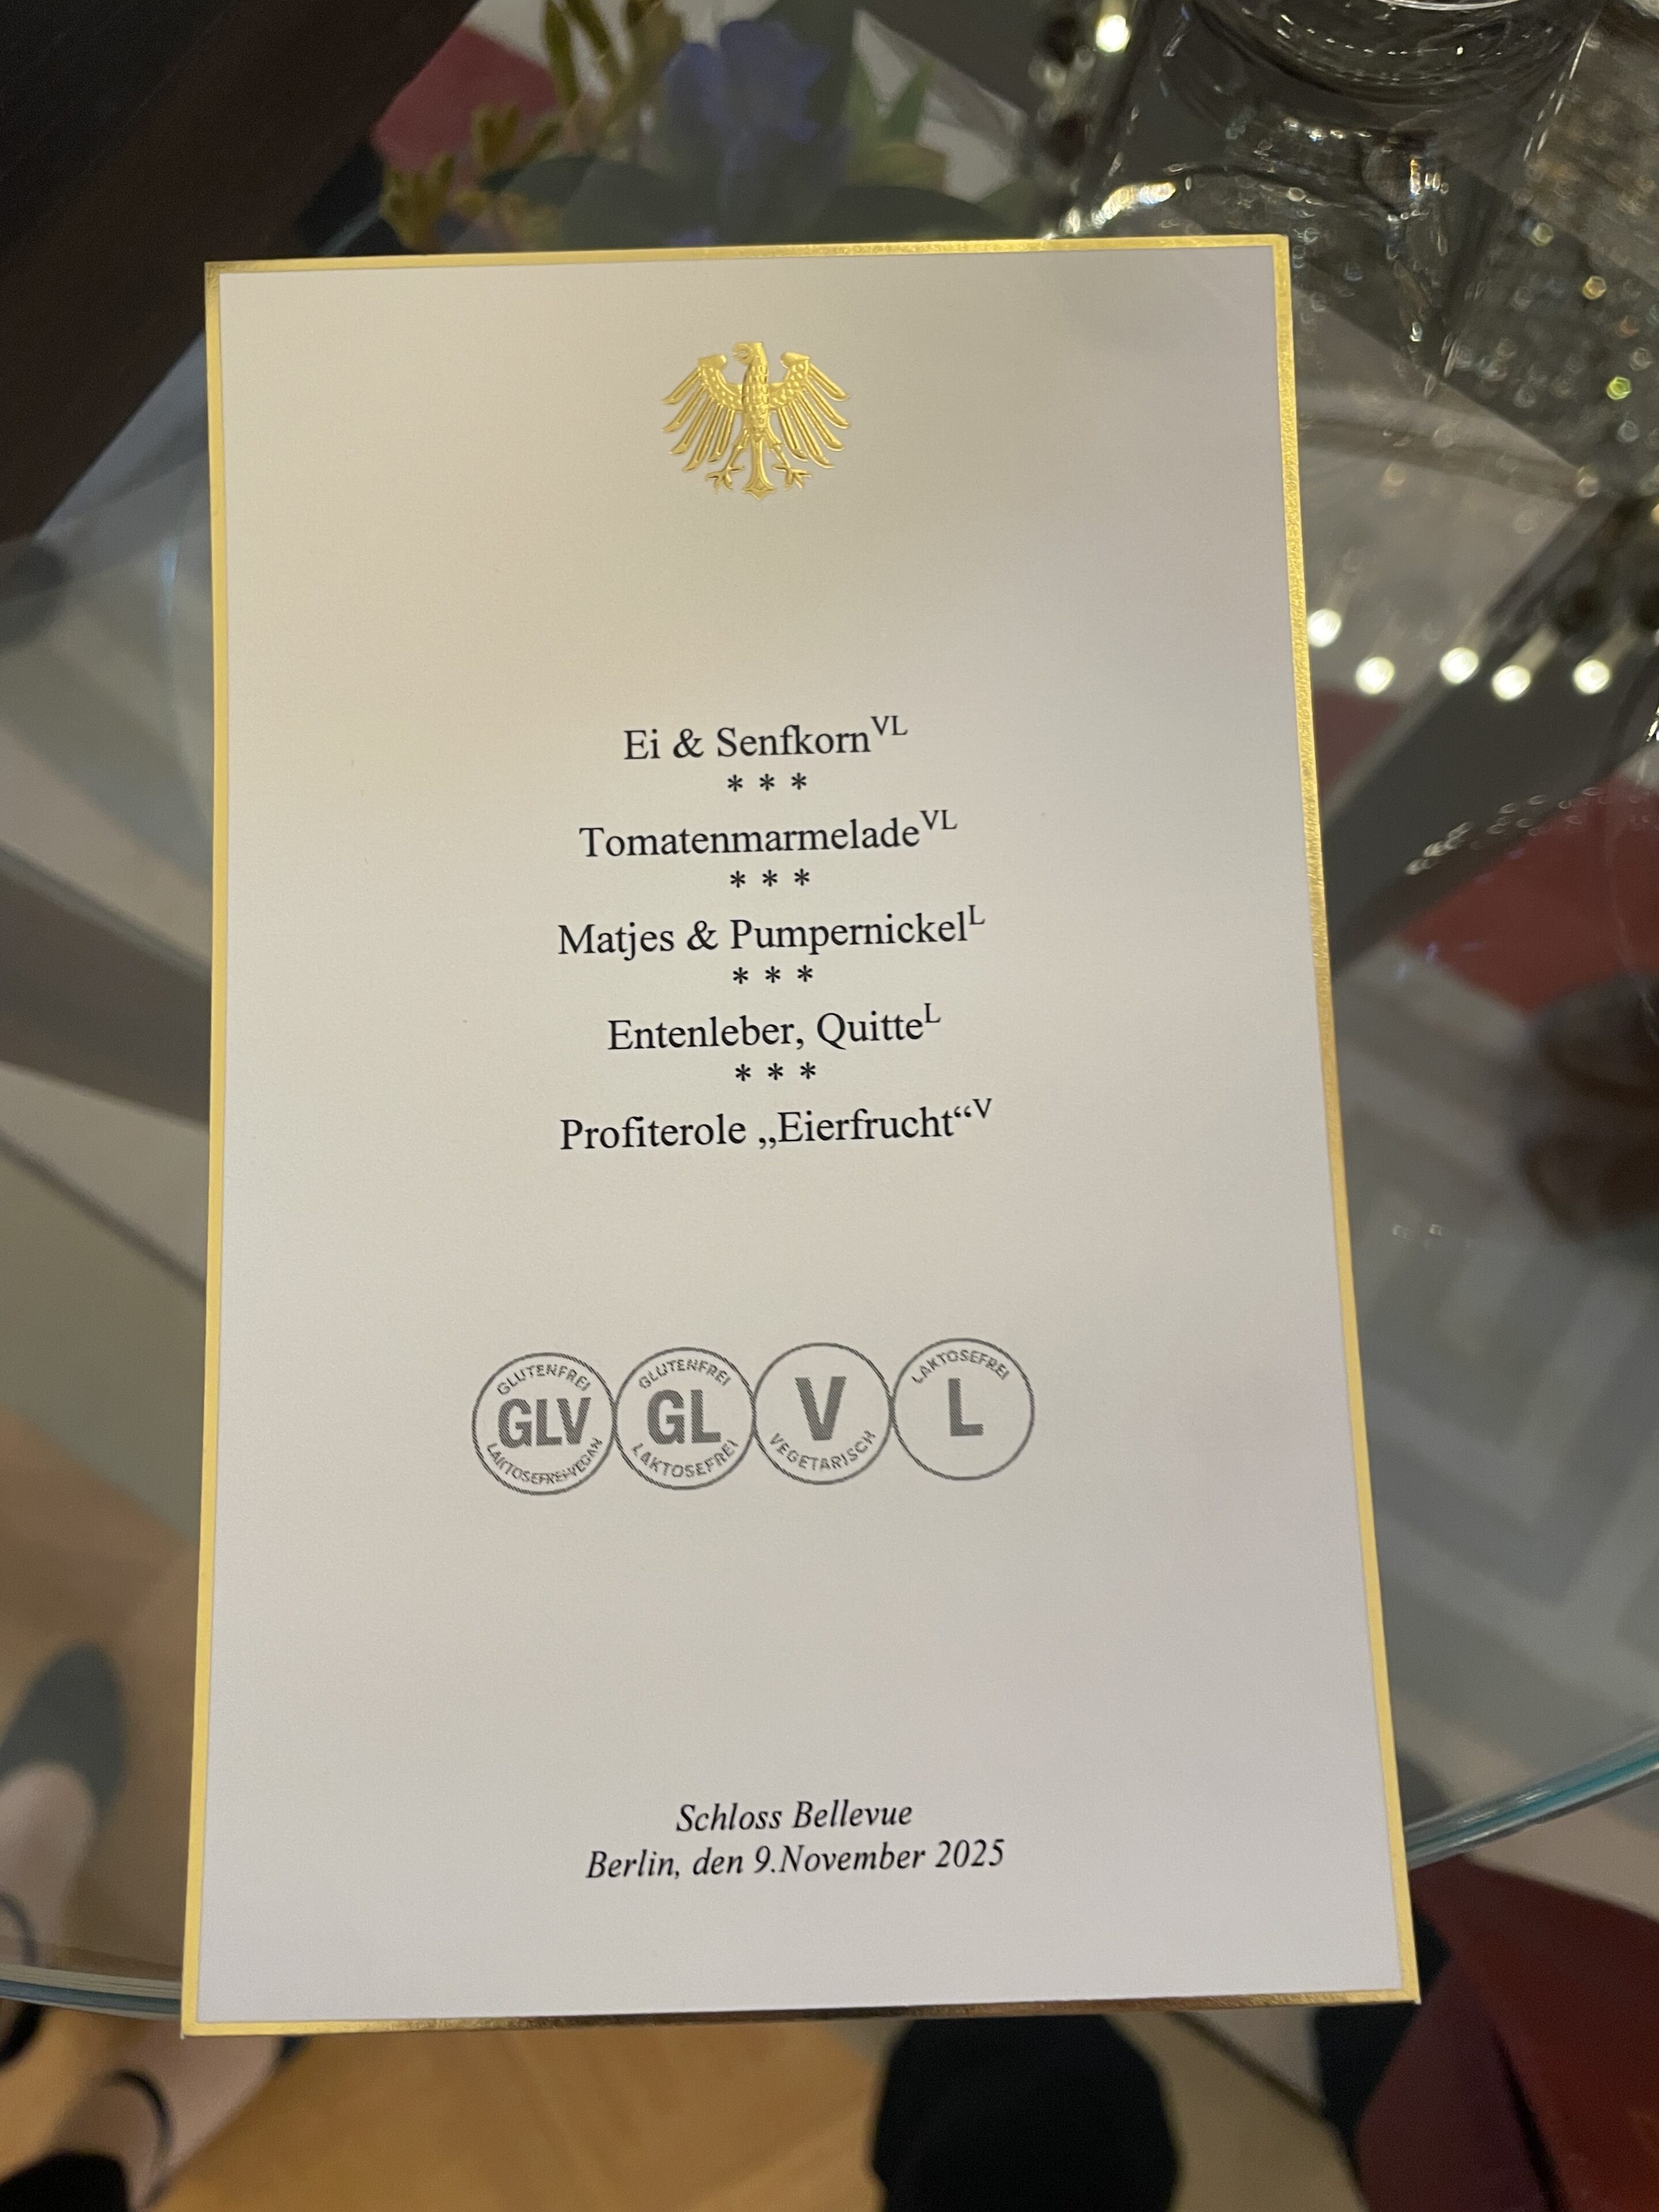 Ei & Senfkorn^VL
* * *
Tomatenmarmelade^VL
* * *
Matjes & Pumpernickel^L
* * *
Entenleber, Quitte^L
* * *
Profiterole „Eierfrucht“^V
GLUTENFREI
GLV
LAKTOSEFREI-VEGAN
GLUTENFREI
GL
LAKTOSEFREI
V
VEGETARISCH
LAKTOSEFREI
L
Schloss Bellevue
Berlin, den 9.November 2025